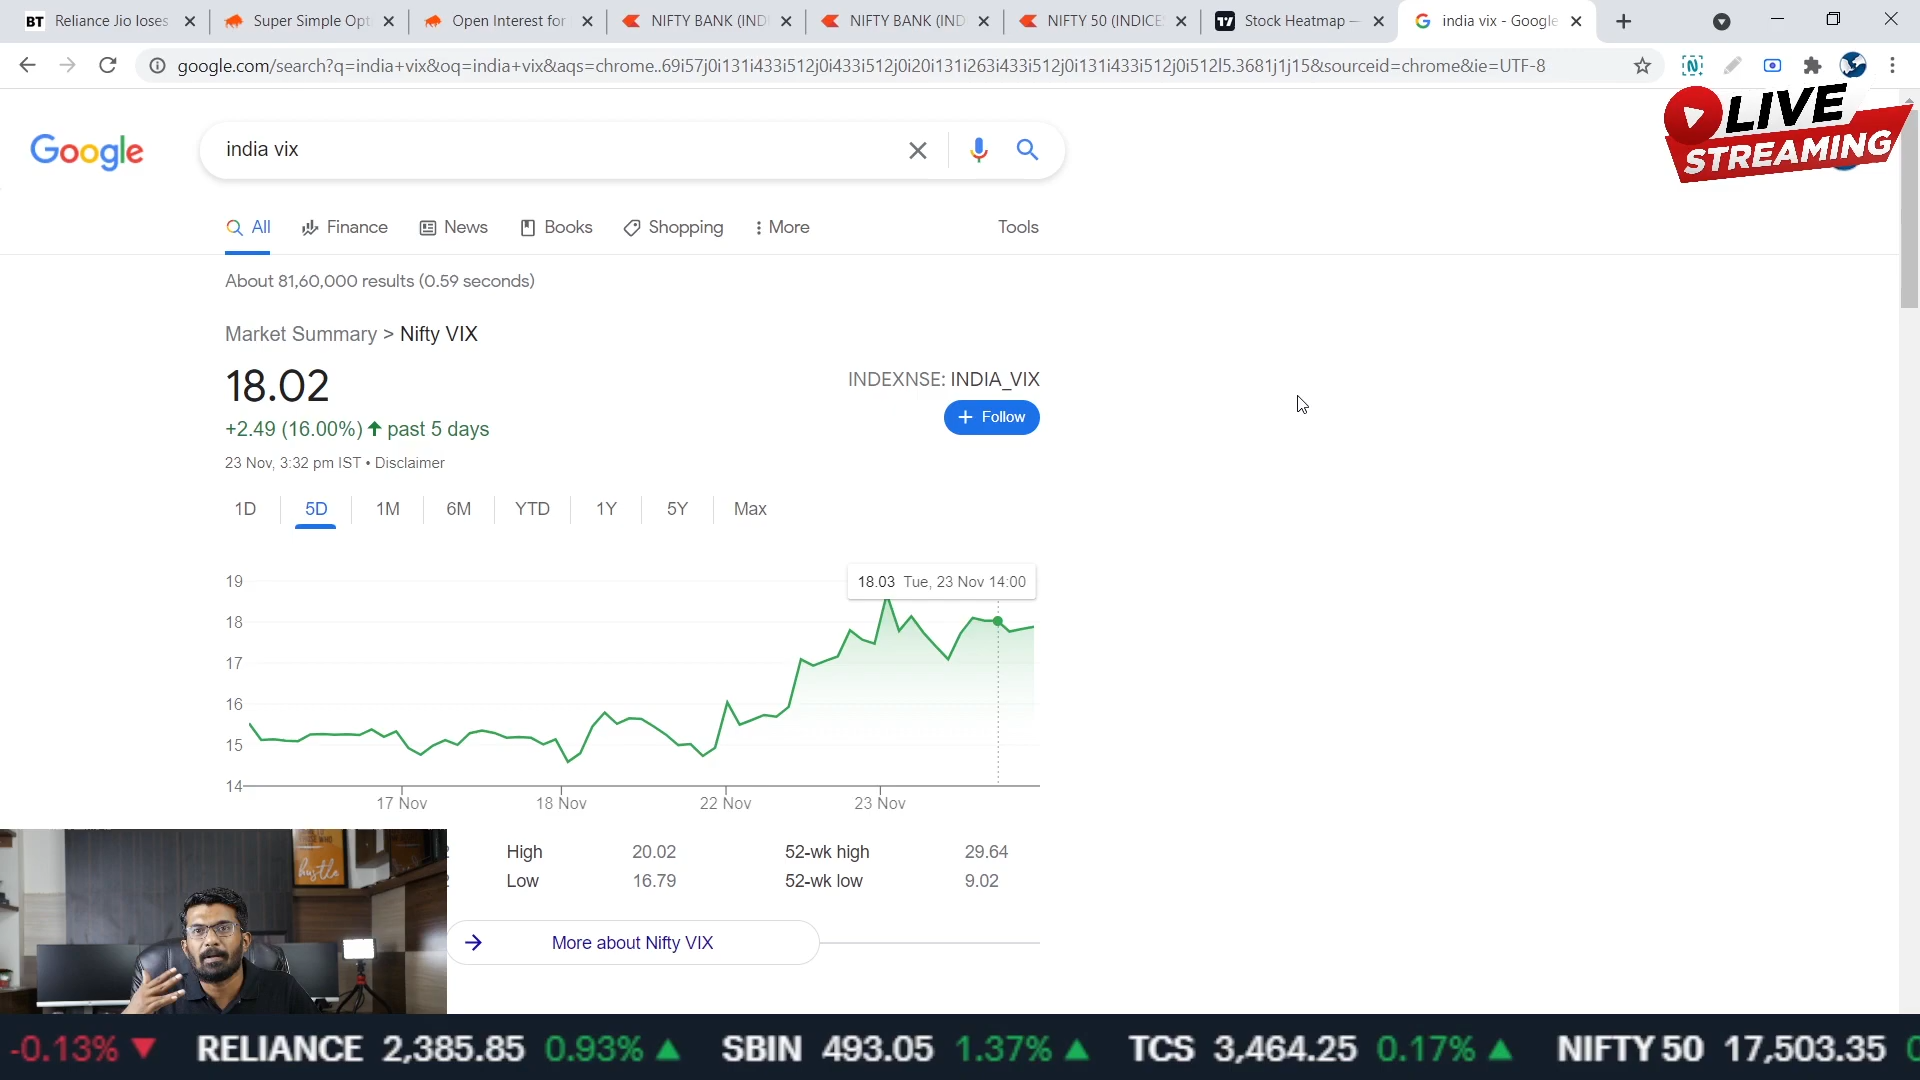 BT Reliance Jio loses
Super Simple Opt
Open Interest for
NIFTY BANK (IND
NIFTY BANK (IND
NIFTY 50 (INDICES
Stock Heatmap —
india vix - Google
google.com/search?q=india+vix&oq=india+vix&aqs=chrome..69i57j0i131i433i512j0i433i512j0i20i131i263i433i512j0i131i433i512j0i512l5.3681j1j15&sourceid=chrome&ie=UTF-8
LIVE
STREAMING
Google
india vix
All
Finance
News
Books
Shopping
More
Tools
About 81,60,000 results (0.59 seconds)
Market Summary > Nifty VIX
18.02
INDEXNSE: INDIA_VIX
+ Follow
+2.49 (16.00%) ↑ past 5 days
23 Nov, 3:32 pm IST • Disclaimer
1D 5D 1M 6M YTD 1Y 5Y Max
18.03 Tue, 23 Nov 14:00
19
18
17
16
15
14
17 Nov 18 Nov 22 Nov 23 Nov
High 20.02 52-wk high 29.64
Low 16.79 52-wk low 9.02
More about Nifty VIX
hustle
-0.13% ▼ RELIANCE 2,385.85 0.93% ▲ SBIN 493.05 1.37% ▲ TCS 3,464.25 0.17% ▲ NIFTY 50 17,503.35